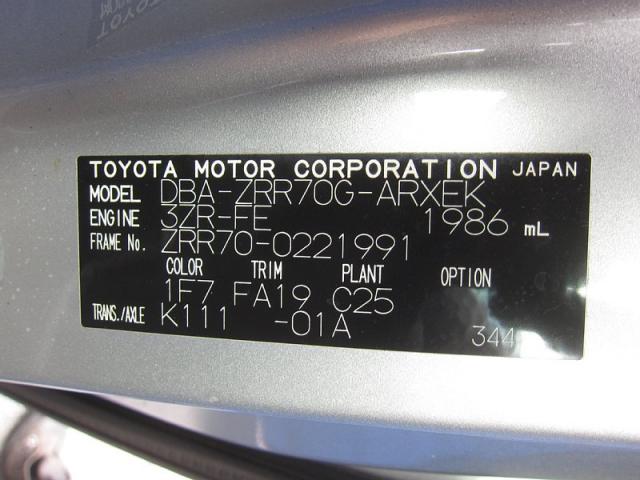 TOYOTA MOTOR CORPORATION JAPAN
MODEL DBA-ZRR70G-ARXEK
ENGINE 3ZR-FE 1986 mL
FRAME No. ZRR70-0221991
COLOR TRIM PLANT OPTION
1F7 FA19 C25
TRANS./AXLE K111 -01A
344